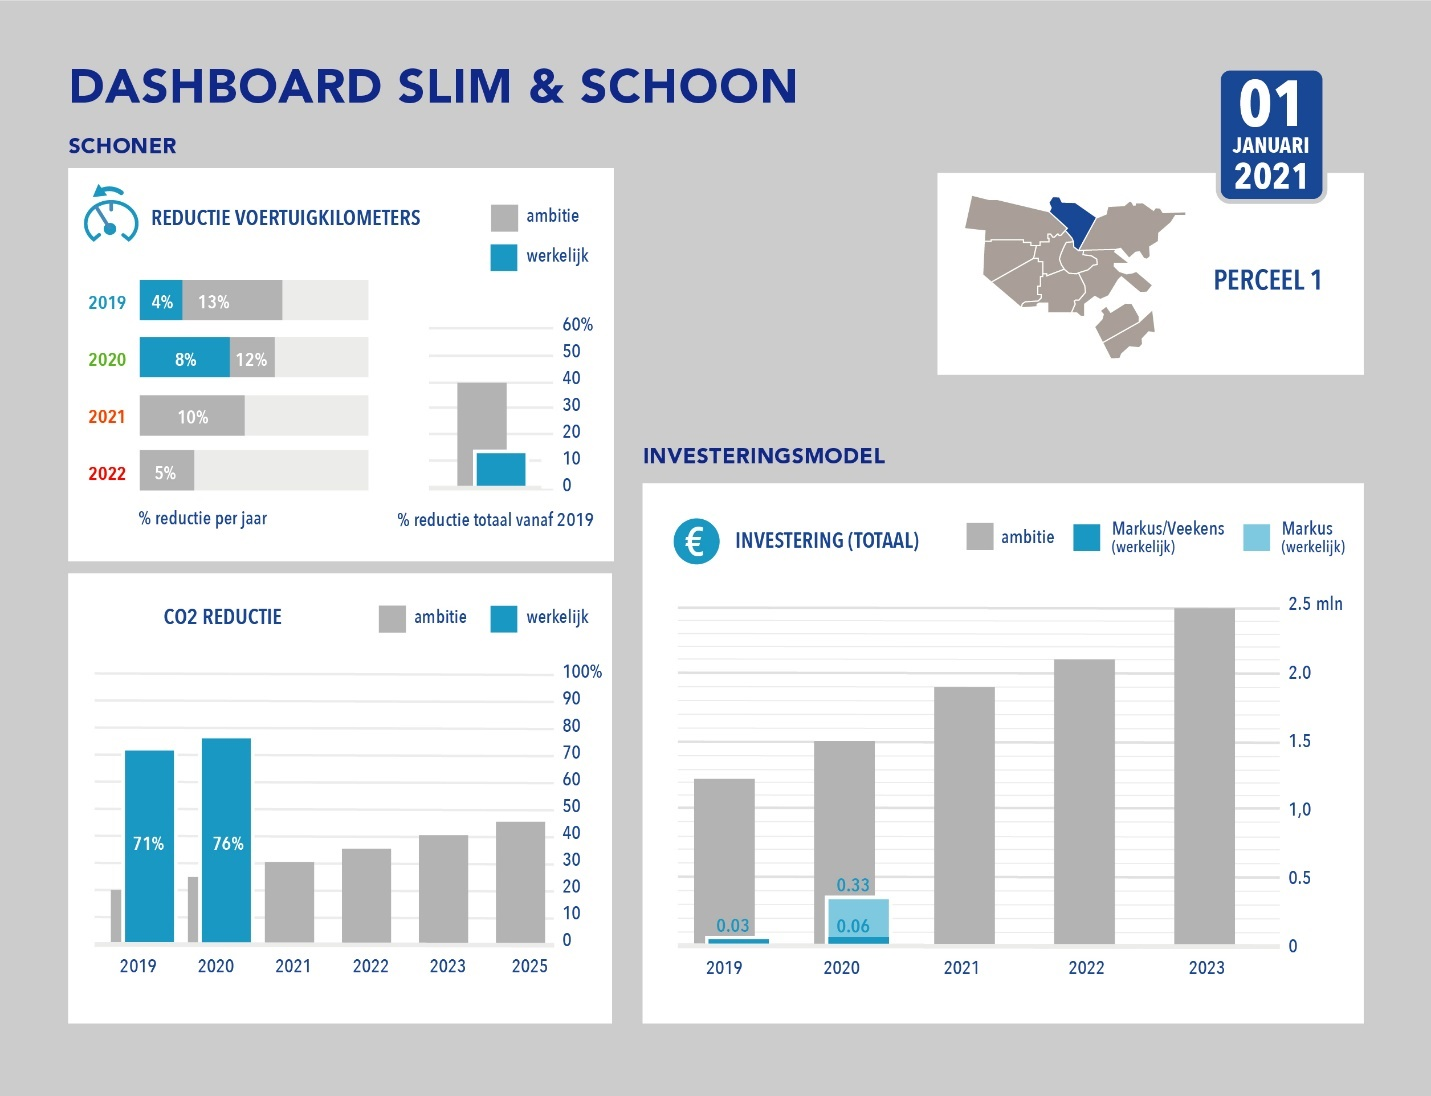 DASHBOARD SLIM & SCHOON
01
JANUARI
2021
SCHONER
REDUCTIE VOERTUIGKILOMETERS
ambitie
werkelijk
2019
4%
13%
2020
8%
12%
2021
10%
2022
5%
% reductie per jaar
60%
50
40
30
20
10
0
% reductie totaal vanaf 2019
PERCEEL 1
CO2 REDUCTIE
ambitie
werkelijk
100%
90
80
70
60
50
40
30
20
10
0
71%
76%
2019
2020
2021
2022
2023
2025
INVESTERINGSMODEL
€
INVESTERING (TOTAAL)
ambitie
Markus/Veekens
(werkelijk)
Markus
(werkelijk)
2.5 mln
2.0
1.5
1,0
0.5
0
0.03
0.33
0.06
2019
2020
2021
2022
2023